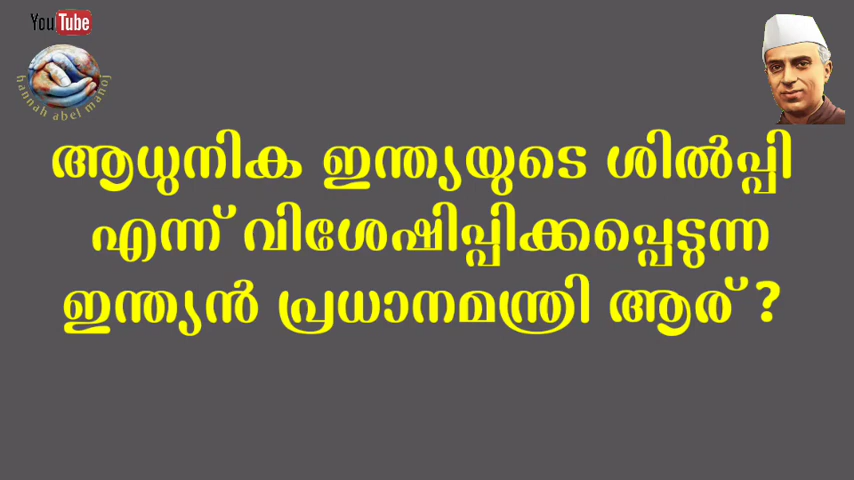 YouTube
hannah abel manoj
ആധുനിക ഇന്ത്യയുടെ ശിൽപ്പി
എന്ന് വിശേഷിപ്പിക്കപ്പെടുന്ന
ഇന്ത്യൻ പ്രധാനമന്ത്രി ആര് ?